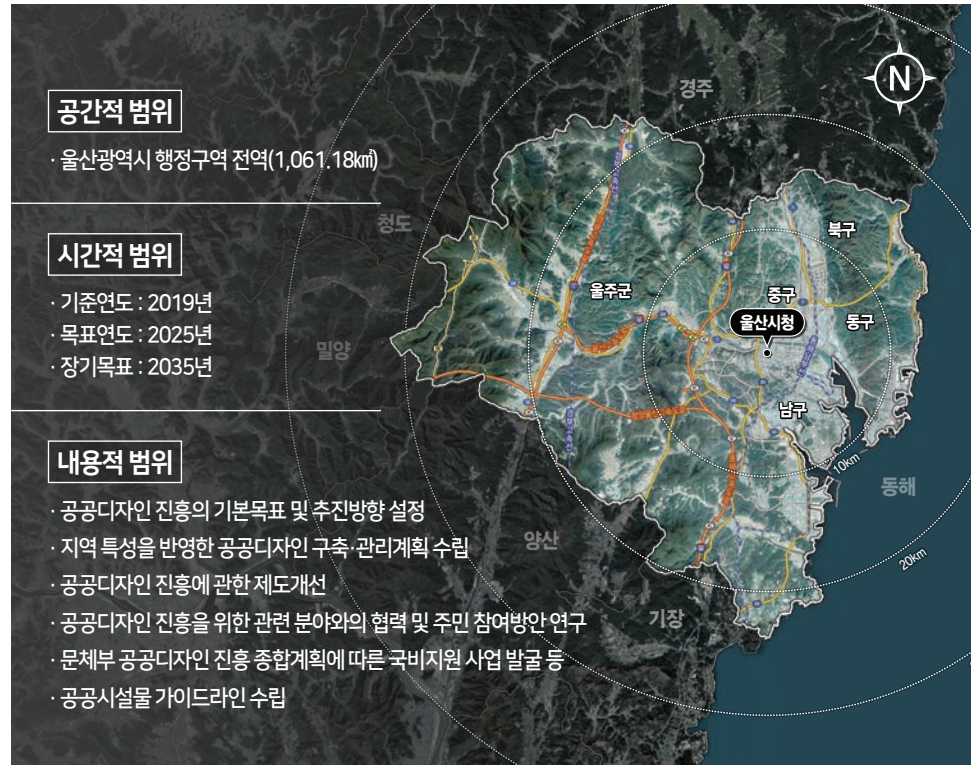 공간적 범위
· 울산광역시 행정구역 전역(1,061.18㎢)
시간적 범위
· 기준연도 : 2019년
· 목표연도 : 2025년
· 장기목표 : 2035년
내용적 범위
· 공공디자인 진흥의 기본목표 및 추진방향 설정
· 지역 특성을 반영한 공공디자인 구축·관리계획 수립
· 공공디자인 진흥에 관한 제도개선
· 공공디자인 진흥을 위한 관련 분야와의 협력 및 주민 참여방안 연구
· 문체부 공공디자인 진흥 종합계획에 따른 국비지원 사업 발굴 등
· 공공시설물 가이드라인 수립
N
경주
청도
북구
울주군
중구
울산시청
동구
밀양
남구
10km
동해
양산
20km
기장